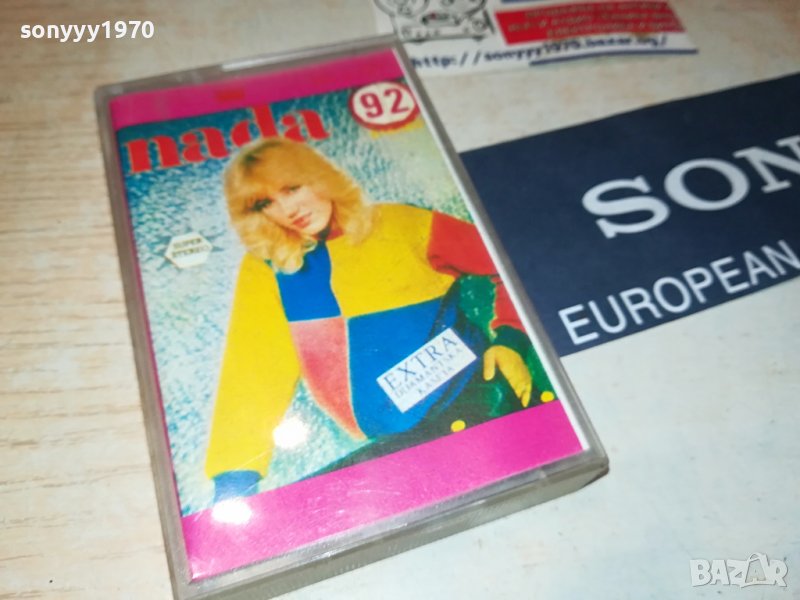 sonyyy1970
http://sonyyy1970.bazar.bg/
nada
92
SUPER
STEREO
EXTRA
DIJAMANTSKA
KASETA
SON
EUROPEAN
BAZAR